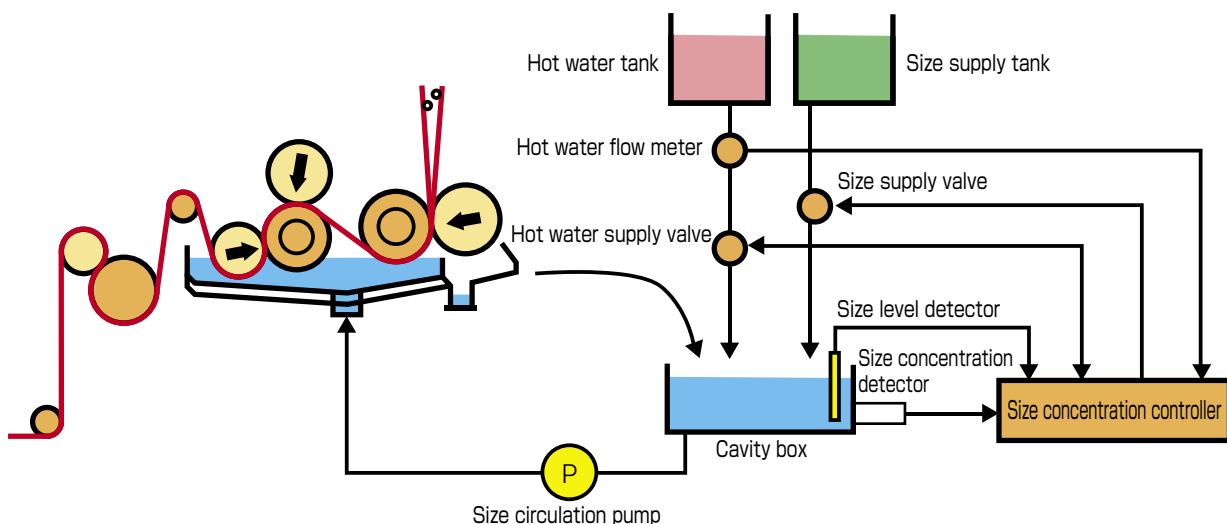 Hot water tank
Size supply tank
Hot water flow meter
Size supply valve
Hot water supply valve
Size level detector
Size concentration
detector
Size concentration controller
Cavity box
P
Size circulation pump